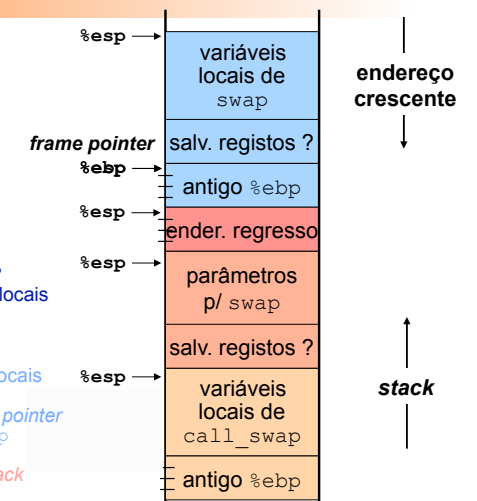 %esp
variáveis
locais de
swap
endereço
crescente
frame pointer
salv. registos ?
%ebp
antigo %ebp
%esp
ender. regresso
%esp
parâmetros
p/ swap
locais
salv. registos ?
ocais
%esp
variáveis
locais de
call_swap
stack
pointer
antigo %ebp